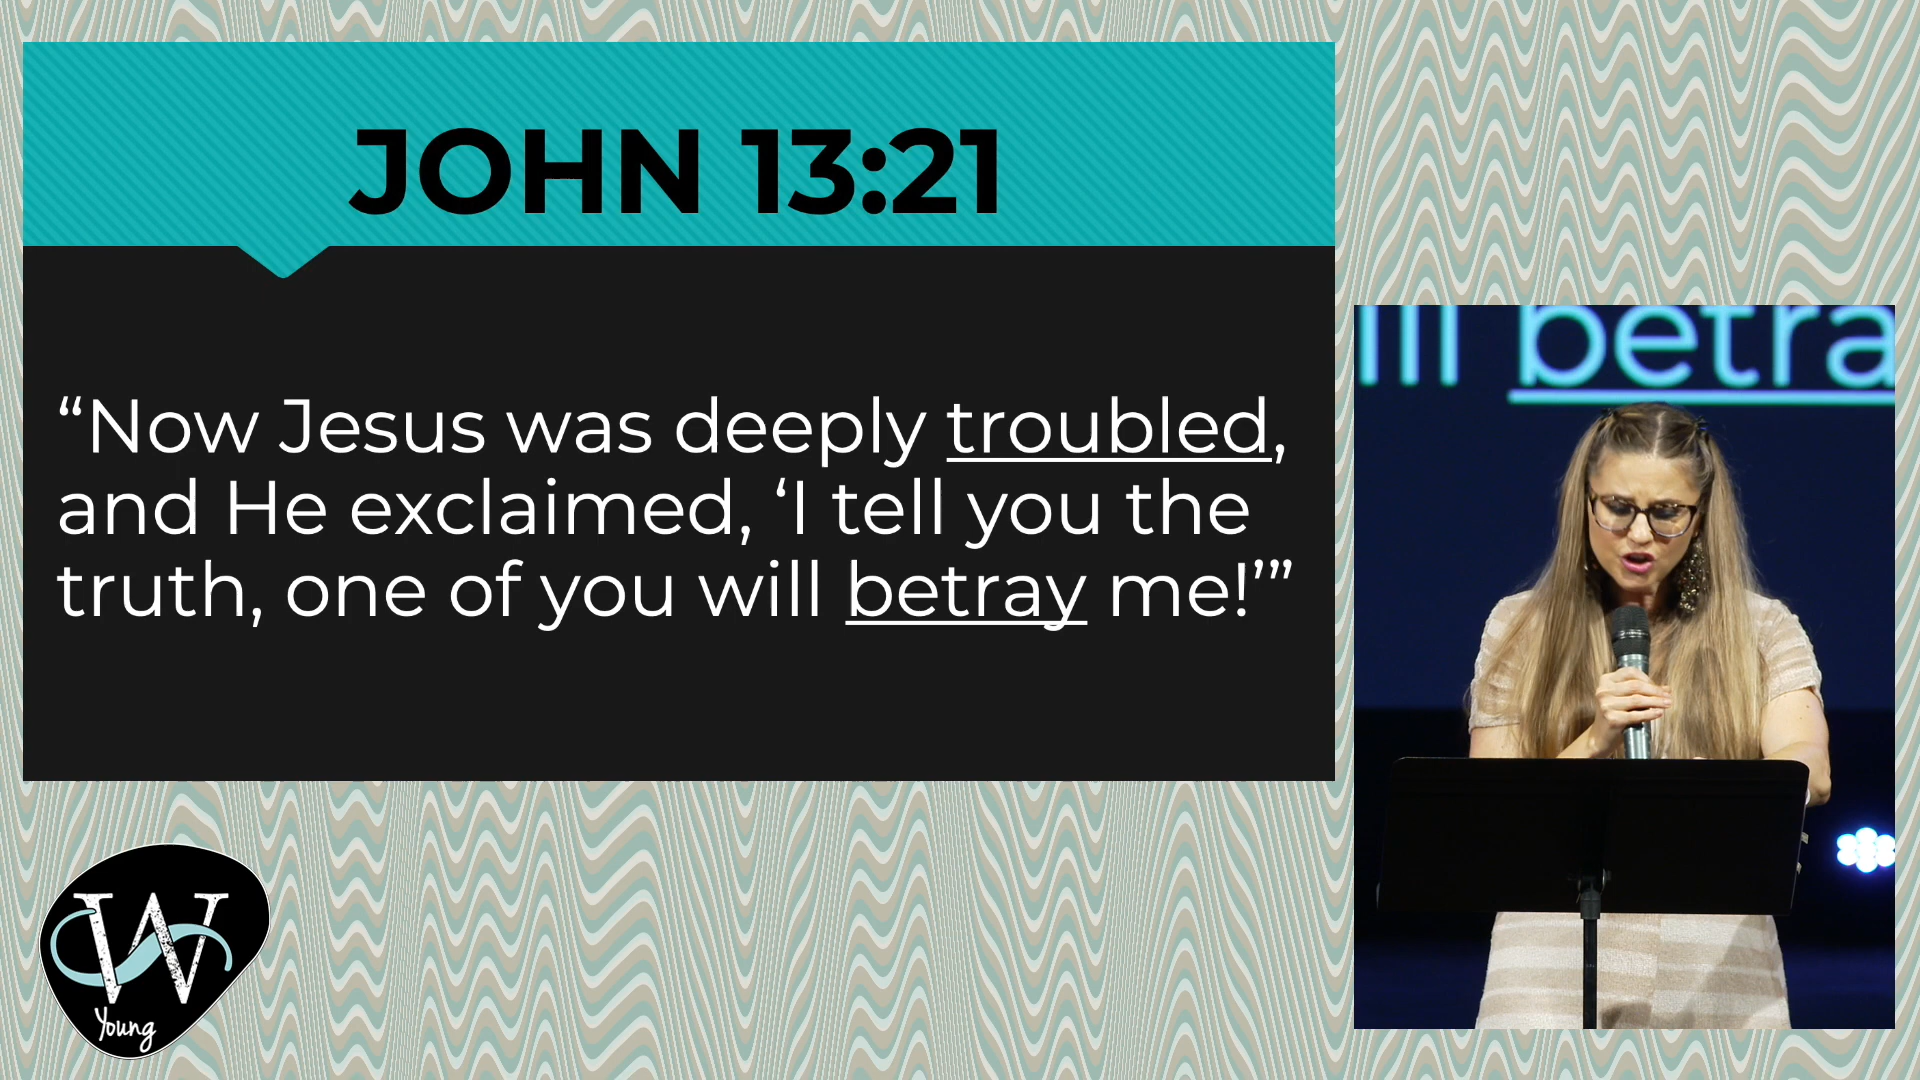 JOHN 13:21
“Now Jesus was deeply troubled,
and He exclaimed, ‘I tell you the
truth, one of you will betray me!’”
ill betra
W
Young